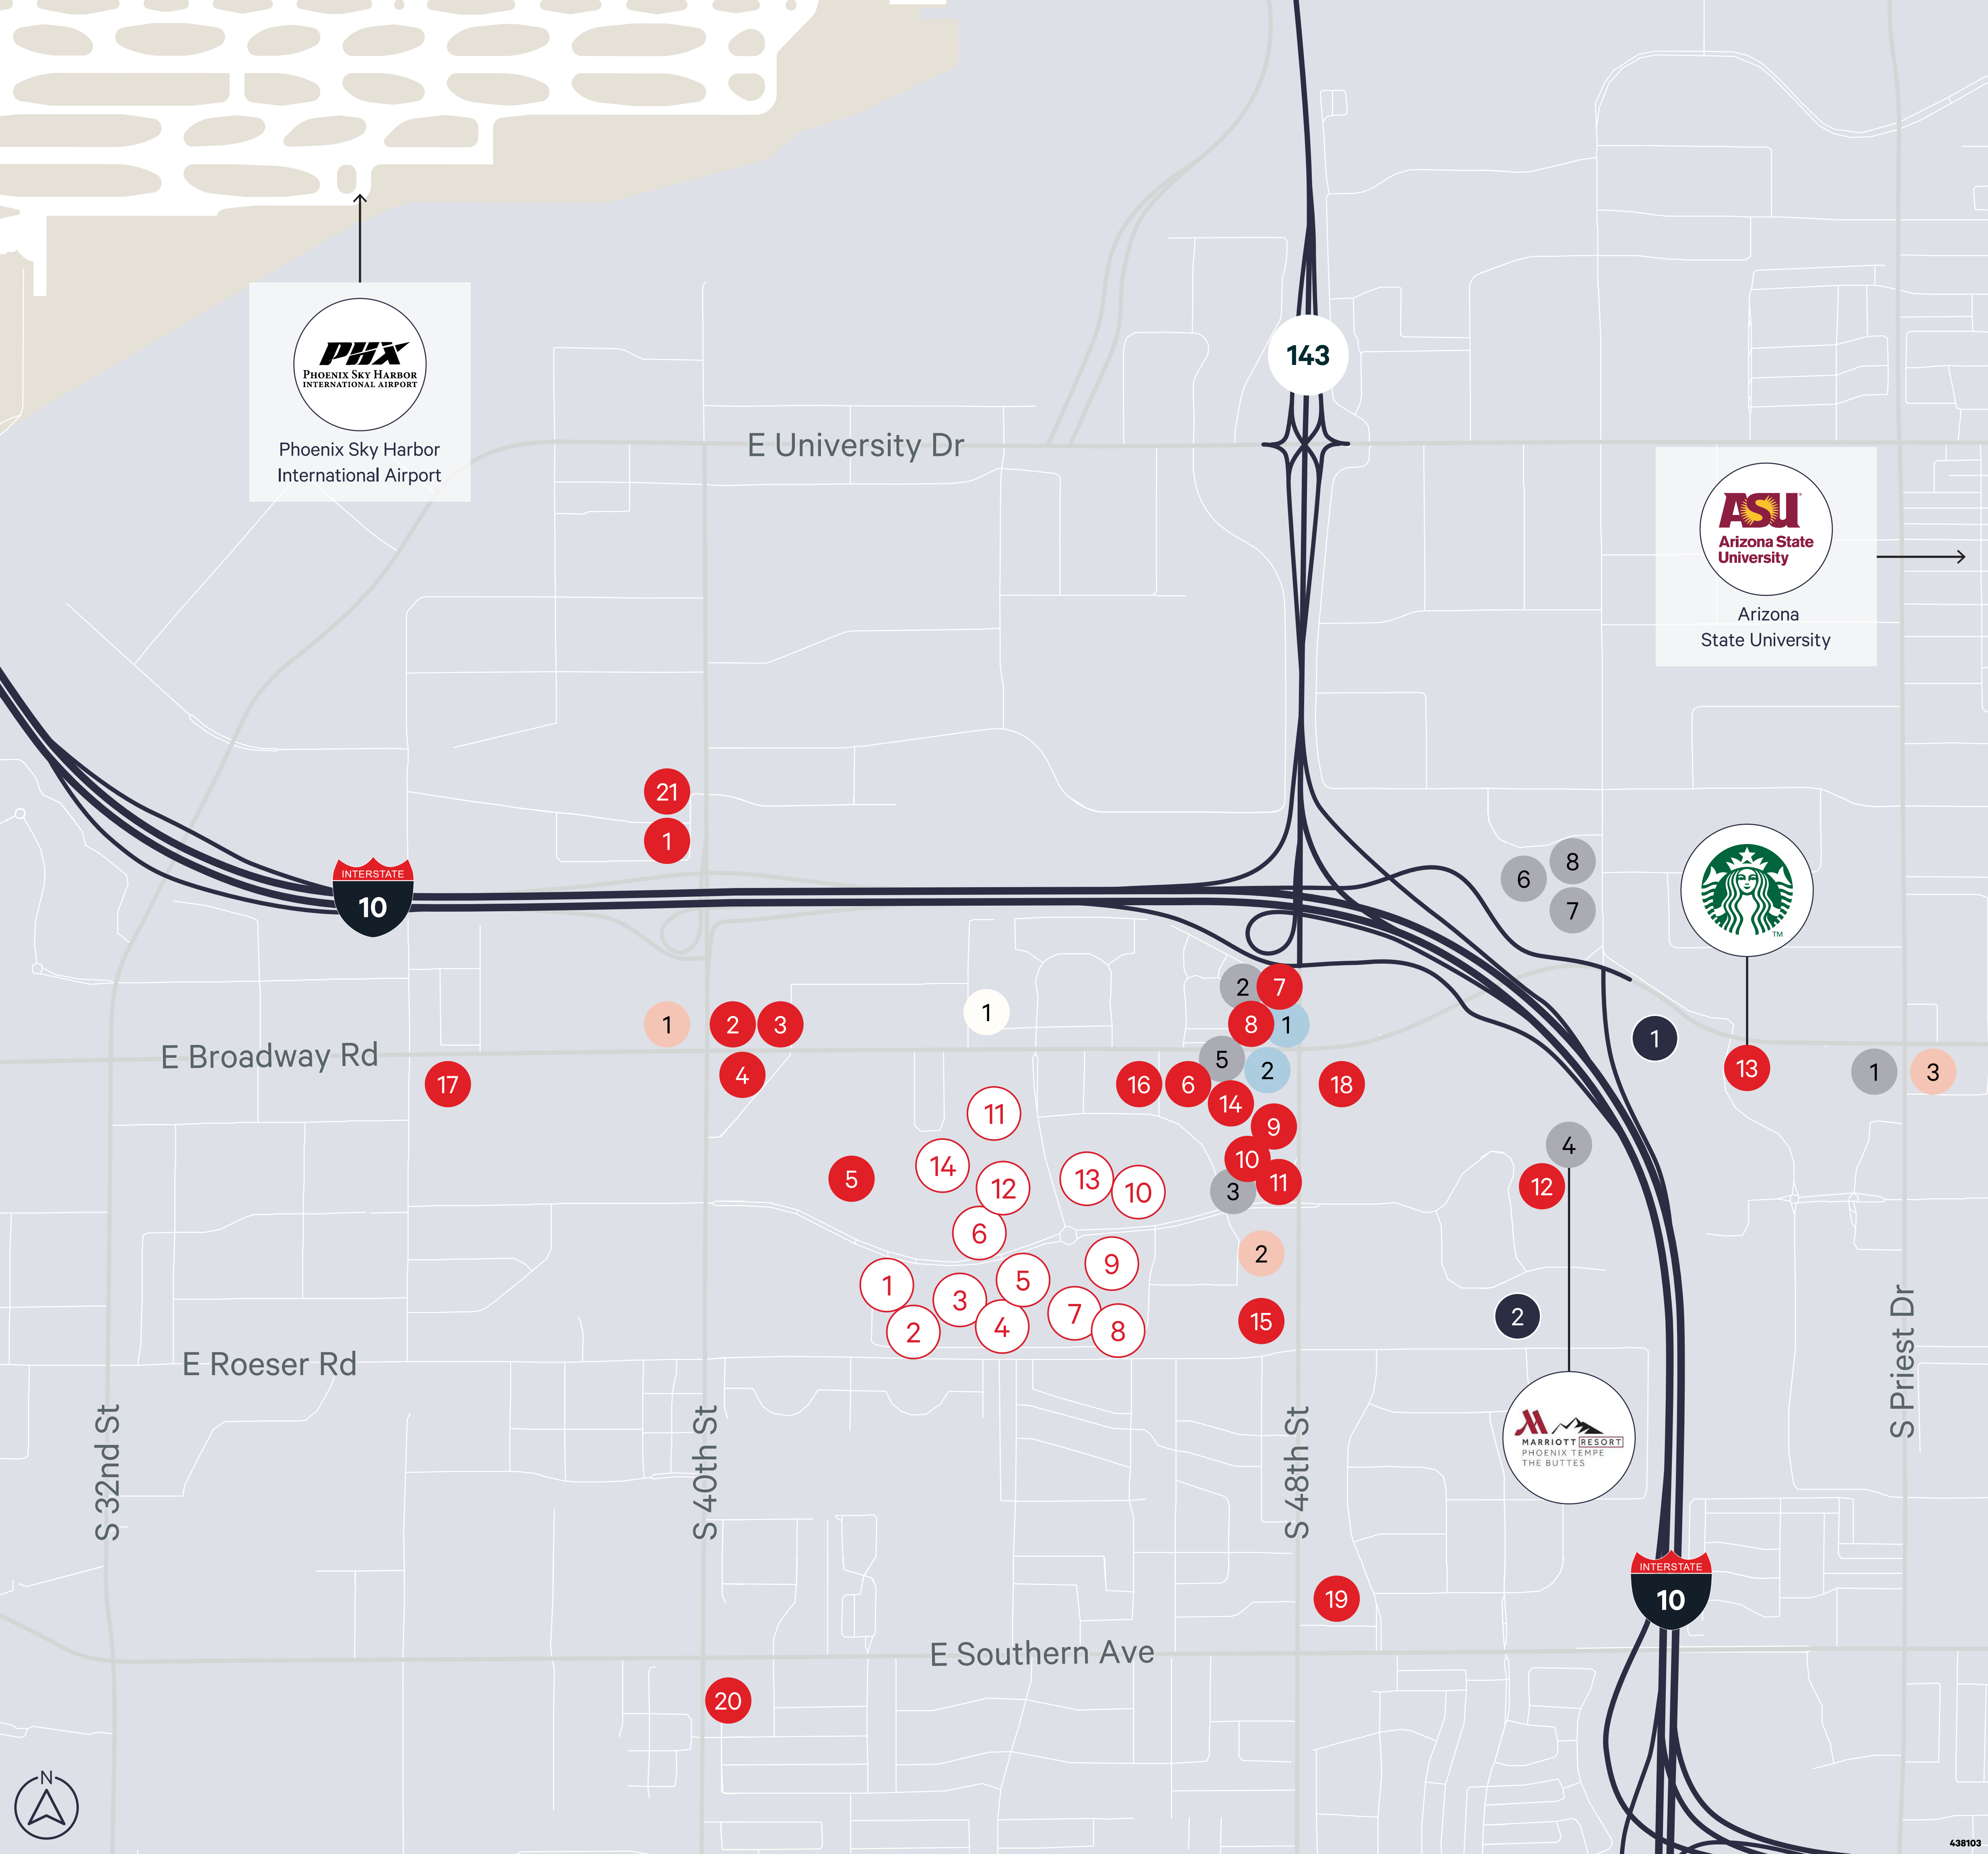 143
E University Dr
PHX
PHOENIX SKY HARBOR
INTERNATIONAL AIRPORT
Phoenix Sky Harbor
International Airport
ASU
Arizona State
University
Arizona
State University
21
1
INTERSTATE
10
8
6
7
TM
2
7
1
2
3
1
8
1
1
E Broadway Rd
17
4
16
6
5
2
14
18
13
1
3
11
9
14
5
12
13
10
10
11
3
4
12
6
2
1
3
5
9
2
4
7
8
15
2
E Roeser Rd
S 32nd St
S 40th St
S 48th St
S Priest Dr
MARRIOTT RESORT
PHOENIX TEMPE
THE BUTTES
INTERSTATE
10
19
E Southern Ave
20
N
438103